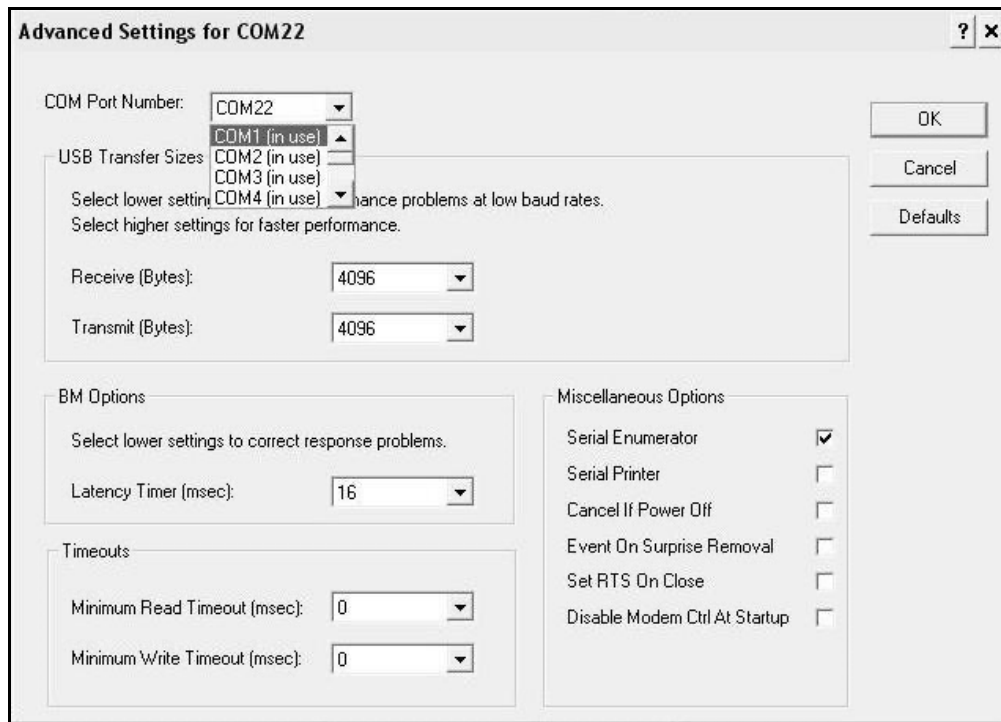 Advanced Settings for COM22
? ×
COM Port Number: COM22
COM1 (in use)
COM2 (in use)
COM3 (in use)
COM4 (in use)
OK
Cancel
Defaults
USB Transfer Sizes
Select lower mance problems at low baud rates.
Select higher settings for faster performance.
Receive (Bytes): 4096
Transmit (Bytes): 4096
BM Options
Select lower settings to correct response problems.
Latency Timer (msec): 16
Timeouts
Minimum Read Timeout (msec): 0
Minimum Write Timeout (msec): 0
Miscellaneous Options
Serial Enumerator
Serial Printer
Cancel If Power Off
Event On Surprise Removal
Set RTS On Close
Disable Modem Ctrl At Startup